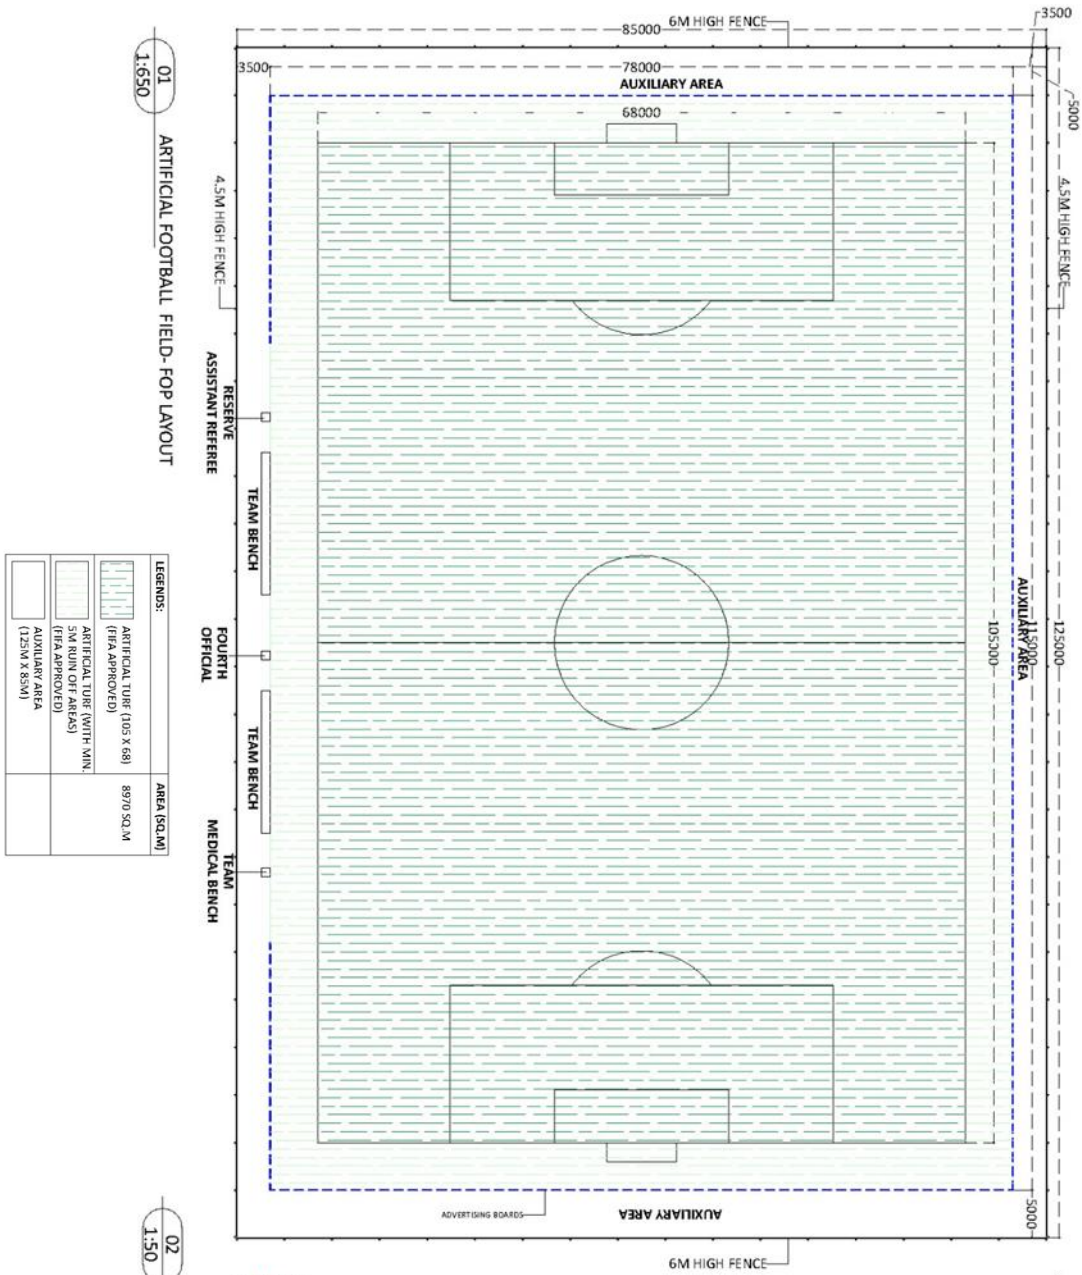 6M HIGH FENCE
85000
3500
3500
78000
AUXILIARY AREA
68000
5000
4.5M HIGH FENCE
4.5M HIGH FENCE
01
1:650
ARTIFICIAL FOOTBALL FIELD- FOP LAYOUT
RESERVE
ASSISTANT REFEREE
TEAM BENCH
FOURTH
OFFICIAL
TEAM BENCH
TEAM
MEDICAL BENCH
AUXILIARY AREA
105300
115000
125000
LEGENDS:
AREA (SQ.M)
ARTIFICIAL TURF (105 X 68)
(FIFA APPROVED)
8970 SQ.M
ARTIFICIAL TURF (WITH MIN.
5M RUIN OFF AREAS)
(FIFA APPROVED)
AUXILIARY AREA
(125M X 85M)
ADVERTISING BOARDS
AUXILIARY AREA
5000
6M HIGH FENCE
02
1:50